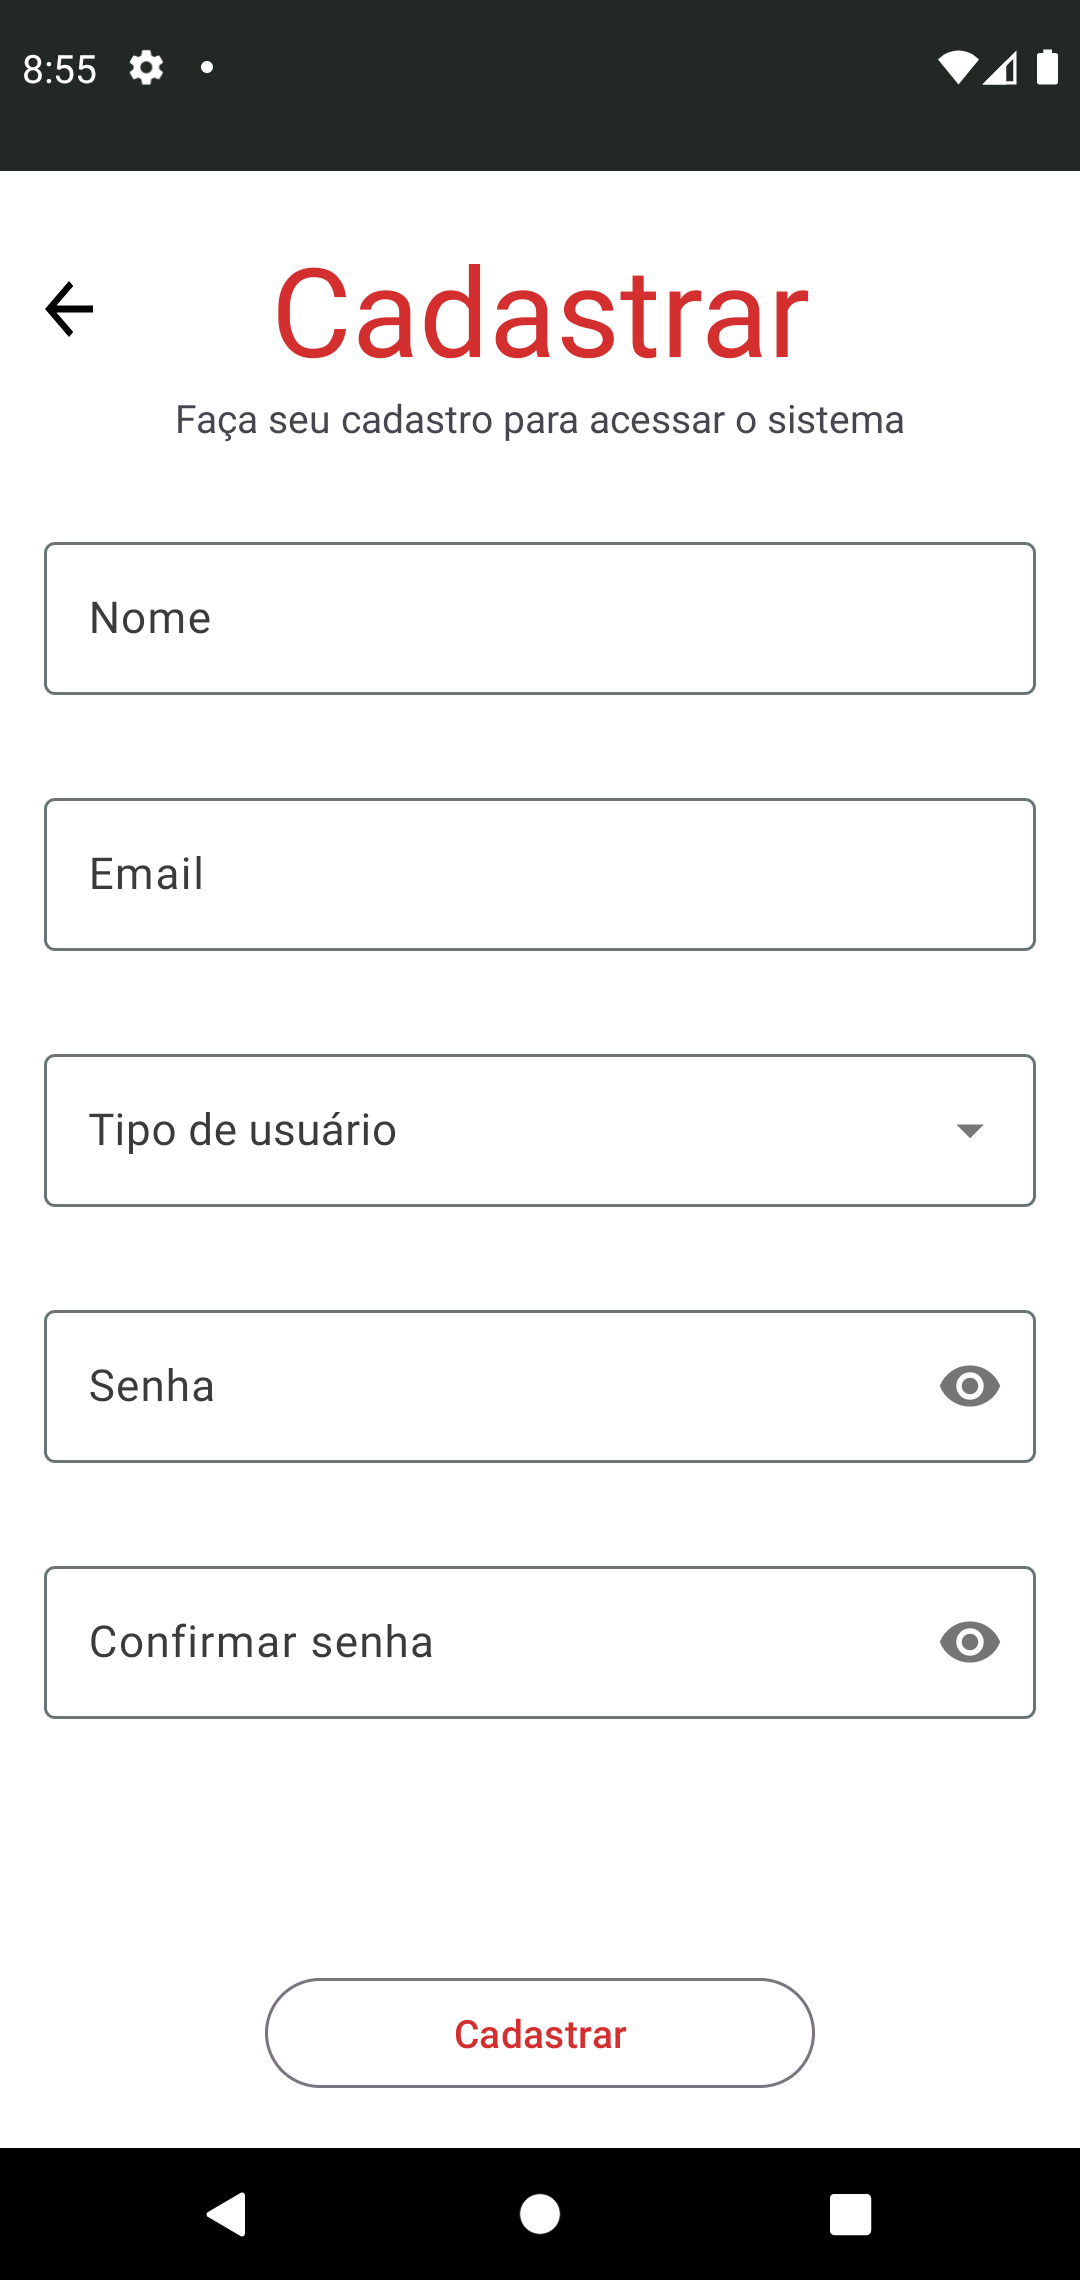 8:55
Cadastrar
Faça seu cadastro para acessar o sistema
Nome
Email
Tipo de usuário
Senha
Confirmar senha
Cadastrar